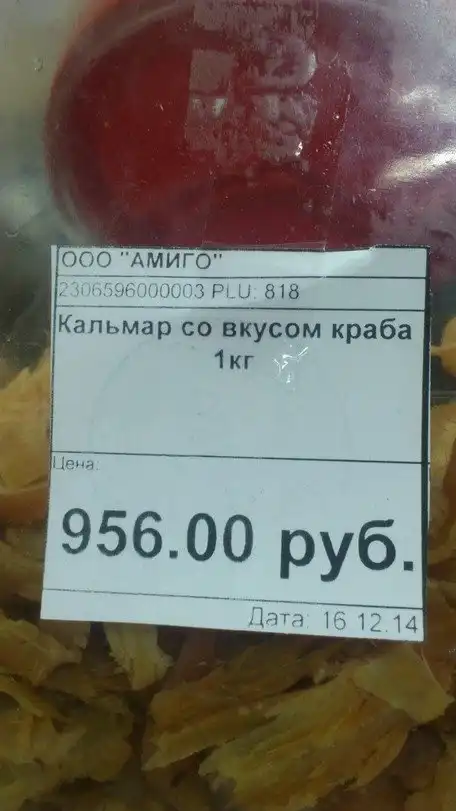 ООО "АМИГО"
2306596000003 PLU: 818
Кальмар со вкусом краба
1кг
Цена:
956.00 руб.
Дата: 16 12.14